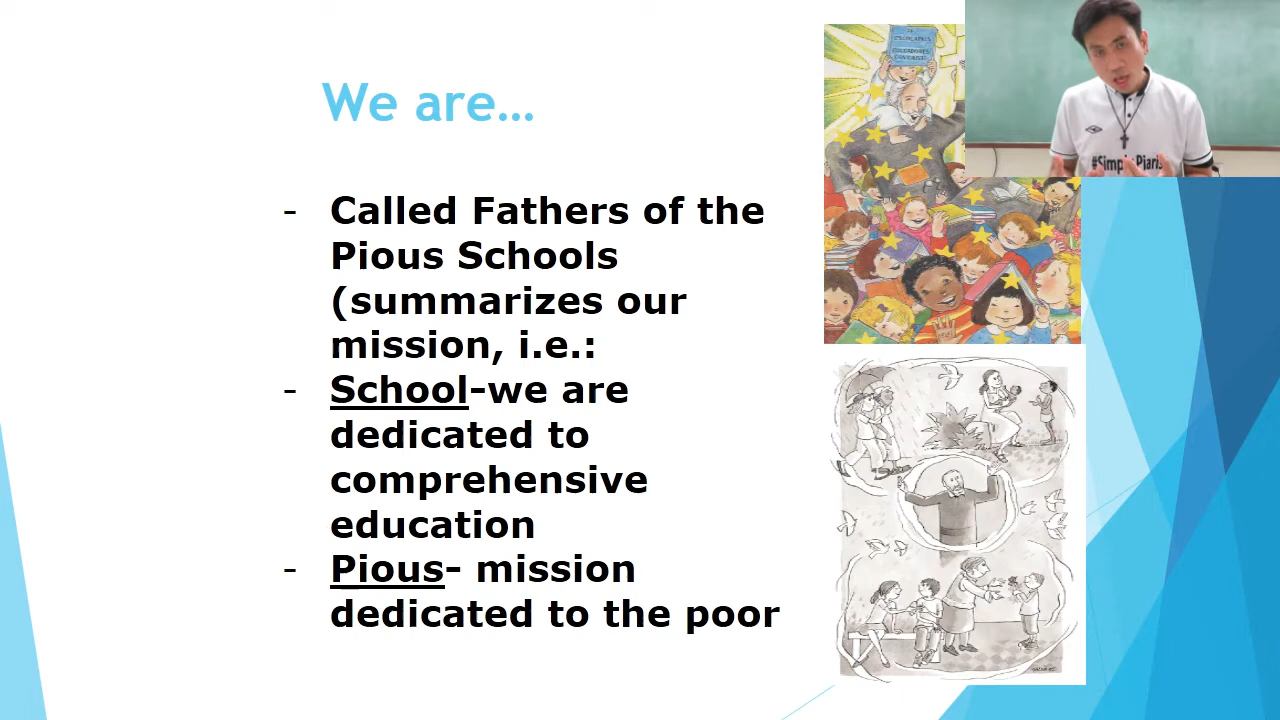 We are…
- Called Fathers of the
Pious Schools
(summarizes our
mission, i.e.:
- School-we are
dedicated to
comprehensive
education
- Pious- mission
dedicated to the poor